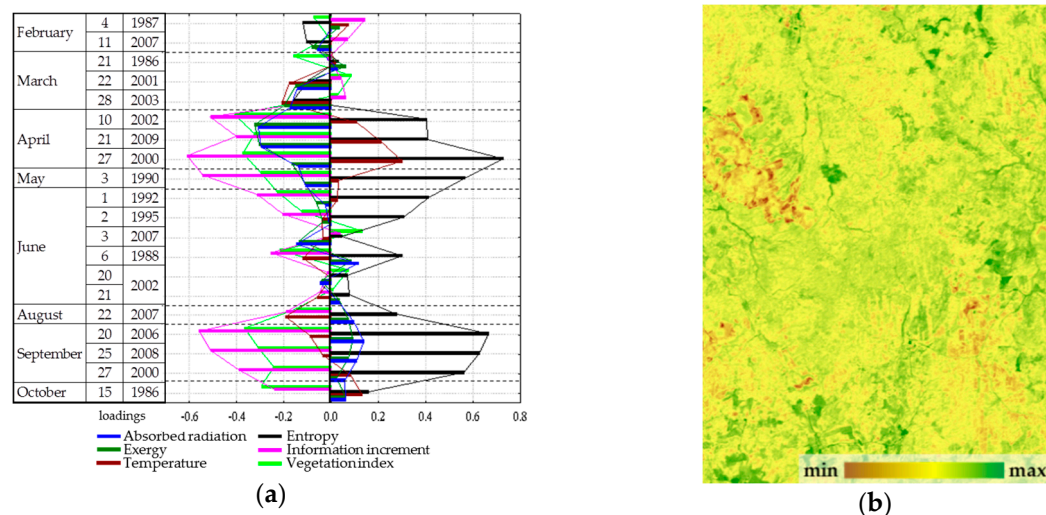 February 4 1987
11 2007
March 21 1986
22 2001
28 2003
April 10 2002
21 2009
27 2000
May 3 1990
June 1 1992
2 1995
3 2007
6 1988
20 2002
21
August 22 2007
September 20 2006
25 2008
27 2000
October 15 1986
loadings -0.6 -0.4 -0.2 0.0 0.2 0.4 0.6 0.8
Absorbed radiation Entropy
Exergy Information increment
Temperature Vegetation index
min max
(a) (b)